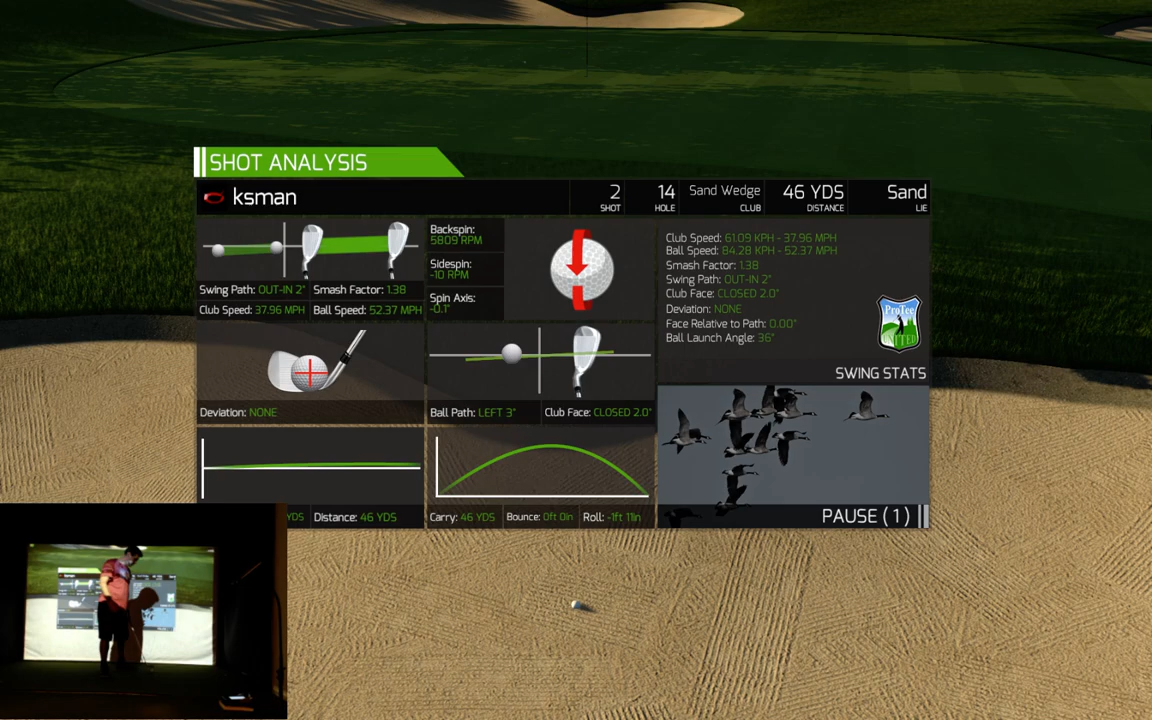 SHOT ANALYSIS
ksman
2
SHOT
14
HOLE
Sand Wedge
CLUB
46 YDS
DISTANCE
Sand
LIE
Swing Path: OUT-IN 2°
Smash Factor: 1.38
Club Speed: 37.96 MPH
Ball Speed: 52.37 MPH
Backspin:
5809 RPM
Sidespin:
-10 RPM
Spin Axis:
-0.1°
Club Speed: 61.09 KPH - 37.96 MPH
Ball Speed: 84.28 KPH - 52.37 MPH
Smash Factor: 1.38
Swing Path: OUT-IN 2°
Club Face: CLOSED 2.0°
Deviation: NONE
Face Relative to Path: 0.00°
Ball Launch Angle: 36°
ProTee
UNITED
SWING STATS
Deviation: NONE
Ball Path: LEFT 3°
Club Face: CLOSED 2.0°
YDS
Distance: 46 YDS
Carry: 46 YDS
Bounce: 0ft 0in
Roll: -1ft 11in
PAUSE ( 1 )